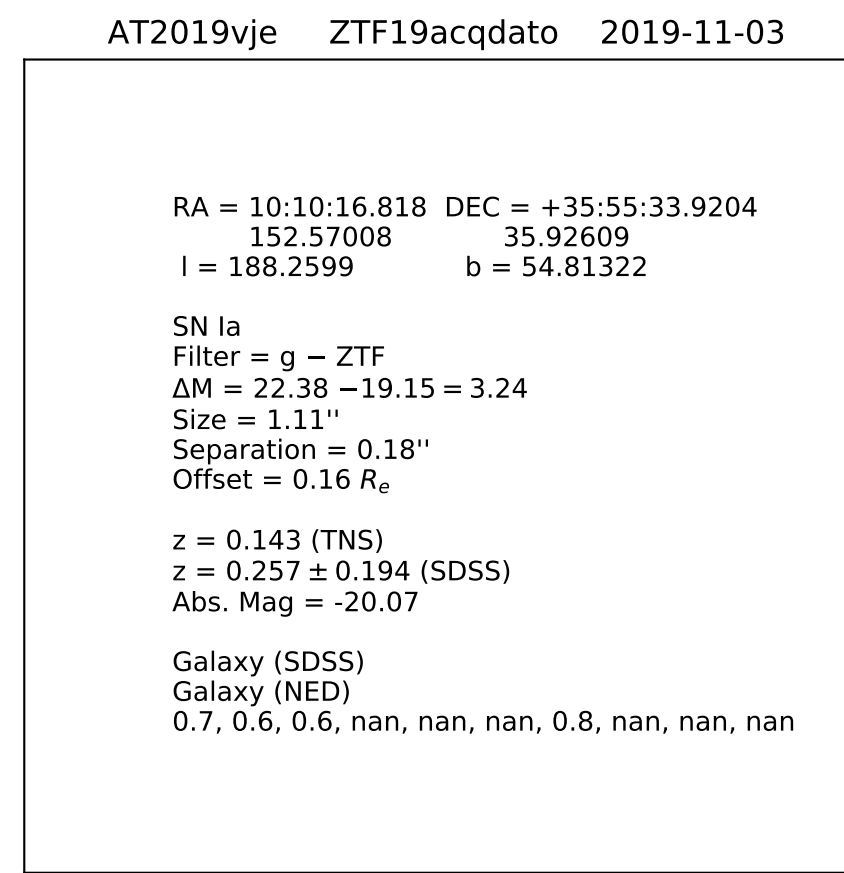 AT2019vje ZTF19acqdato 2019-11-03
RA = 10:10:16.818 DEC = +35:55:33.9204
152.57008 35.92609
l = 188.2599 b = 54.81322
SN Ia
Filter = g − ZTF
ΔM = 22.38 −19.15 = 3.24
Size = 1.11''
Separation = 0.18''
Offset = 0.16 Rₑ
z = 0.143 (TNS)
z = 0.257 ± 0.194 (SDSS)
Abs. Mag = -20.07
Galaxy (SDSS)
Galaxy (NED)
0.7, 0.6, 0.6, nan, nan, nan, 0.8, nan, nan, nan